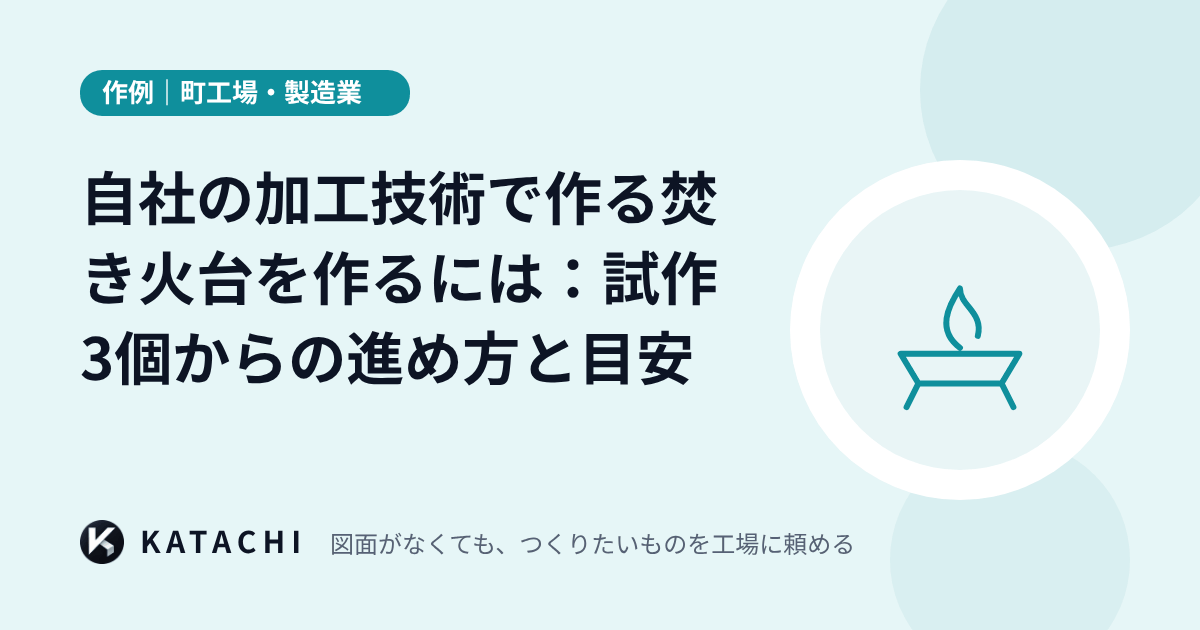 作例｜町工場・製造業
自社の加工技術で作る焚
き火台を作るには：試作
3個からの進め方と目安
KATACHI 図面がなくても、つくりたいものを工場に頼める